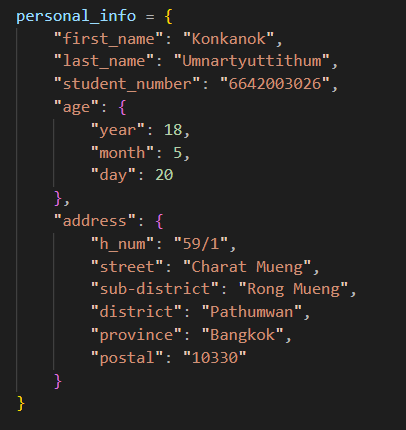 personal_info = {
    "first_name": "Konkanok",
    "last_name": "Umnartyuttithum",
    "student_number": "6642003026",
    "age": {
        "year": 18,
        "month": 5,
        "day": 20
    },
    "address": {
        "h_num": "59/1",
        "street": "Charat Mueng",
        "sub-district": "Rong Mueng",
        "district": "Pathumwan",
        "province": "Bangkok",
        "postal": "10330"
    }
}